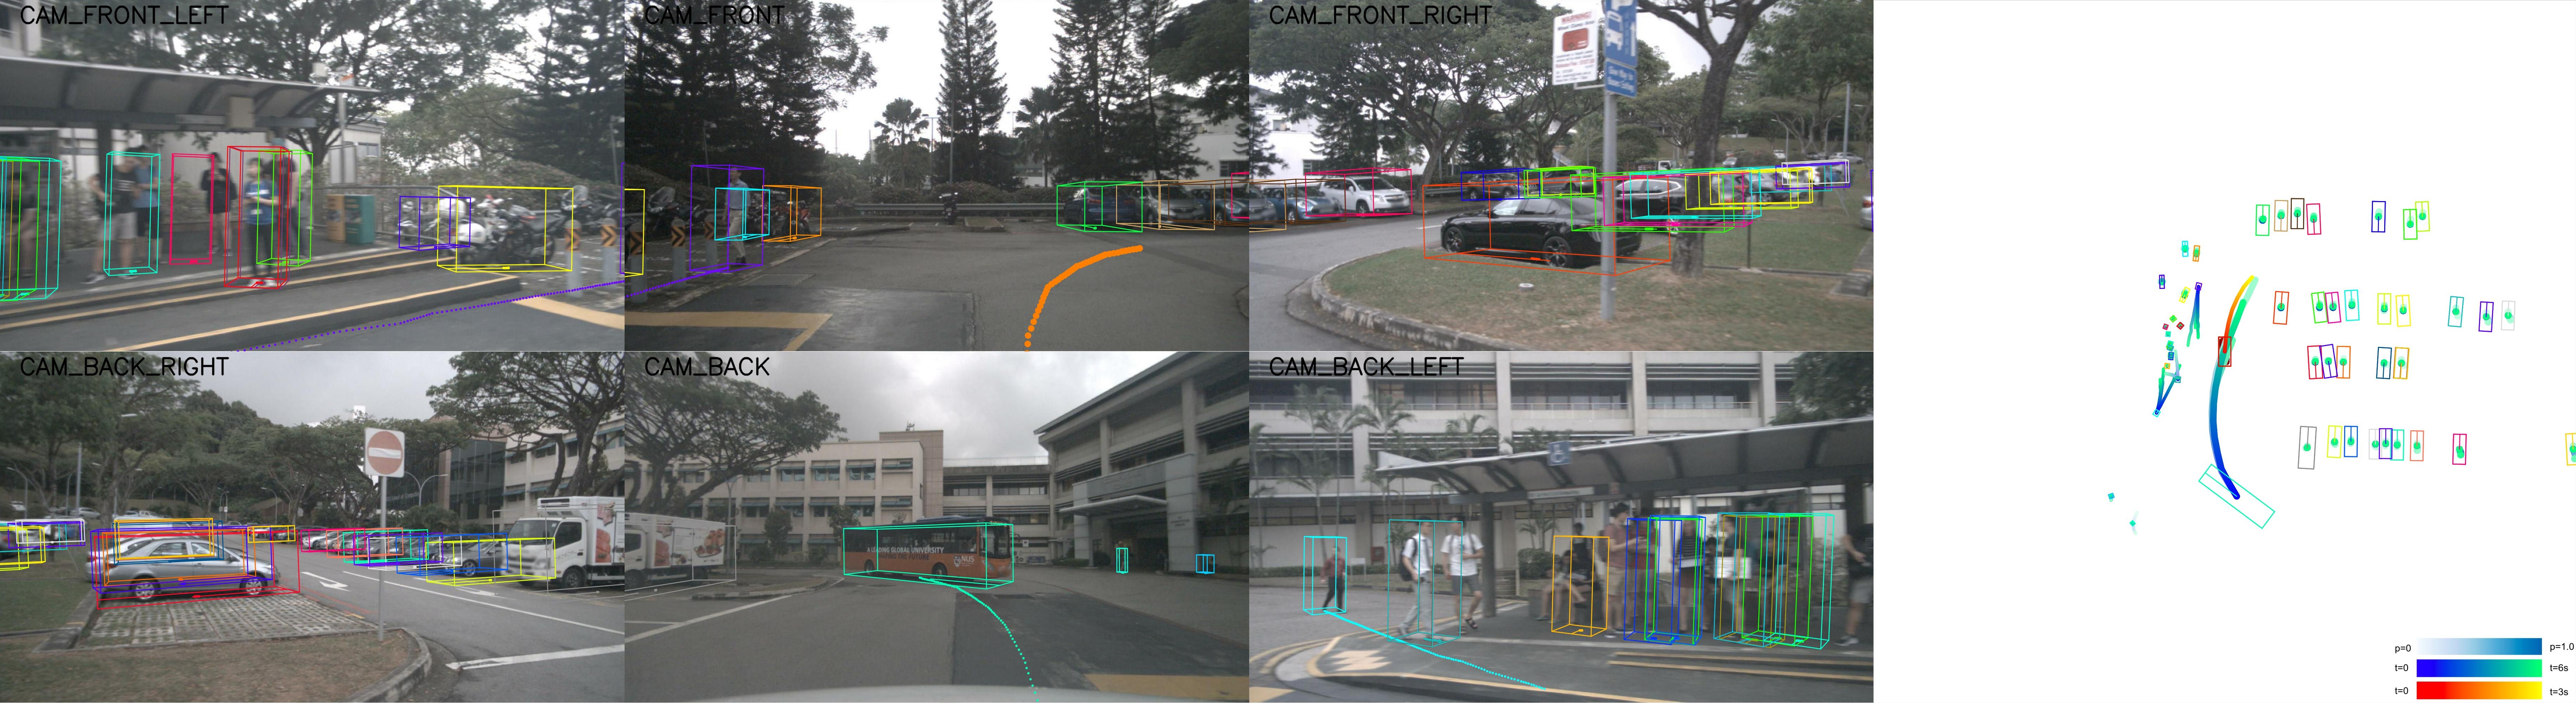 CAM_FRONT_LEFT
CAM_FRONT
CAM_FRONT_RIGHT
WARNING!
CAM_BACK_RIGHT
CAM_BACK
CAM_BACK_LEFT
A LEADING GLOBAL UNIVERSITY
NUS
p=0
p=1.0
t=0
t=6s
t=0
t=3s